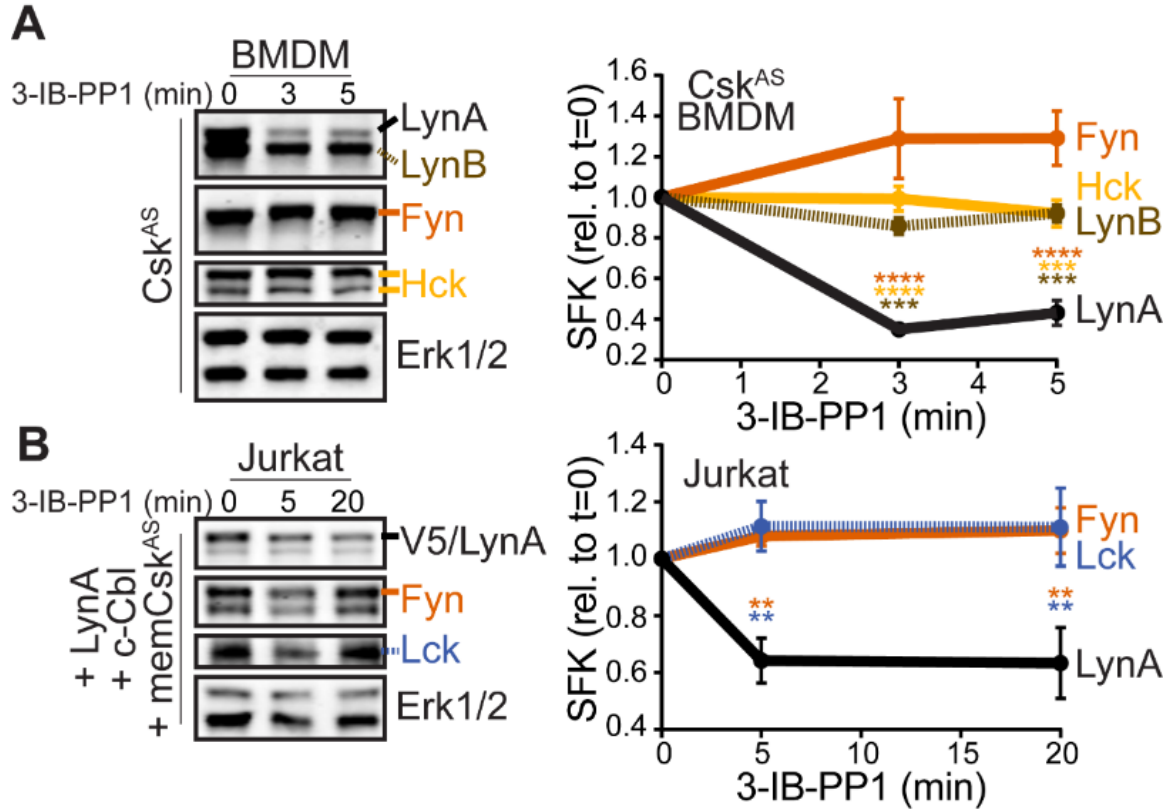 A
BMDM
3-IB-PP1 (min) 0 3 5
Csk^AS
LynA
LynB
Fyn
Hck
Erk1/2
Csk^AS
BMDM
SFK (rel. to t=0)
1.6
1.4
1.2
1.0
0.8
0.6
0.4
0.2
Fyn
Hck
LynB
LynA
****
****
***
****
***
***
0 1 2 3 4 5
3-IB-PP1 (min)
B
Jurkat
3-IB-PP1 (min) 0 5 20
+ LynA
+ c-Cbl
+ memCsk^AS
V5/LynA
Fyn
Lck
Erk1/2
Jurkat
SFK (rel. to t=0)
1.4
1.2
1.0
0.8
0.6
0.4
Fyn
Lck
LynA
**
**
**
**
0 5 10 15 20
3-IB-PP1 (min)